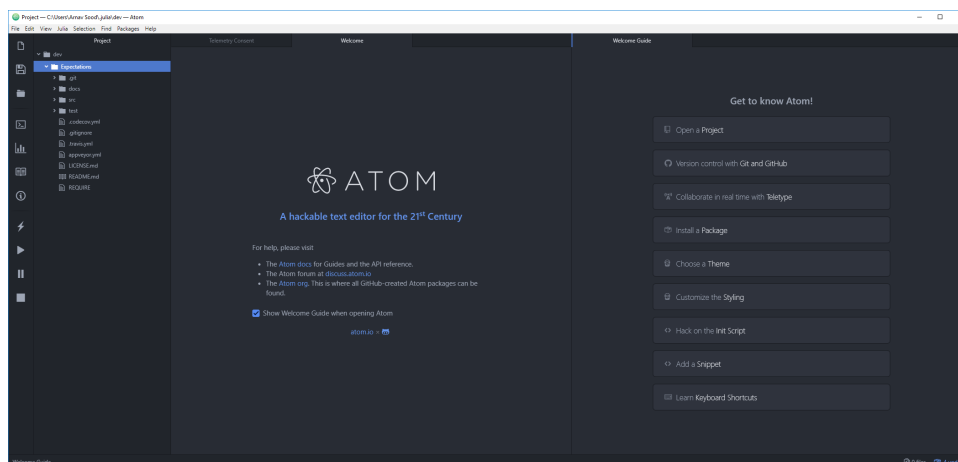 Project — C:\Users\Arnav Sood\.julia\dev — Atom
File Edit View Julia Selection Find Packages Help
Project
Telemetry Consent
Welcome
Welcome Guide
dev
Expectations
.git
docs
src
test
.codecov.yml
.gitignore
.travis.yml
appveyor.yml
LICENSE.md
README.md
REQUIRE
ATOM
A hackable text editor for the 21st Century
For help, please visit
• The Atom docs for Guides and the API reference.
• The Atom forum at discuss.atom.io
• The Atom org. This is where all GitHub-created Atom packages can be
found.
Show Welcome Guide when opening Atom
atom.io ×
Get to know Atom!
Open a Project
Version control with Git and GitHub
Collaborate in real time with Teletype
Install a Package
Choose a Theme
Customize the Styling
Hack on the Init Script
Add a Snippet
Learn Keyboard Shortcuts
Welcome Guide